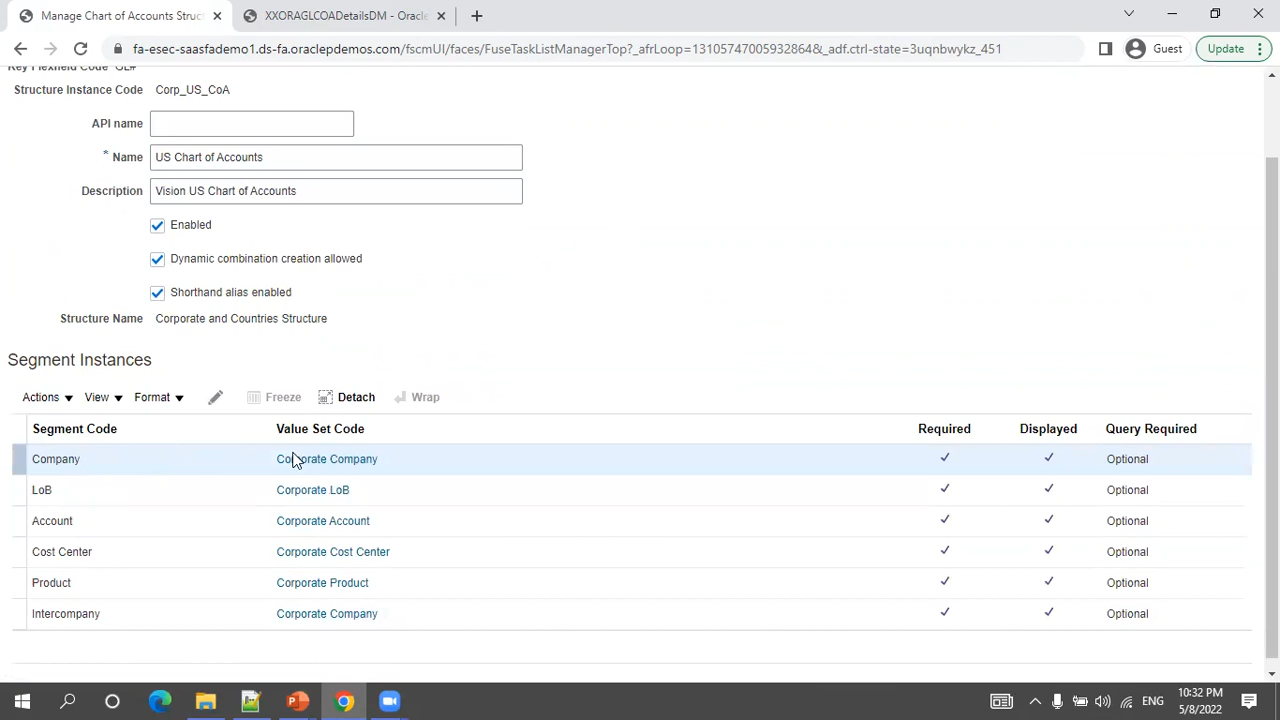 Manage Chart of Accounts Struct
XXORAGLCOADetailsDM - Oracle
fa-esec-saasfademo1.ds-fa.oraclepdemos.com/fscmUI/faces/FuseTaskListManagerTop?_afrLoop=13105747005932864&_adf.ctrl-state=3uqnbwykz_451
Guest
Update
Key Flexfield Code GL#
Structure Instance Code Corp_US_CoA
API name
* Name US Chart of Accounts
Description Vision US Chart of Accounts
Enabled
Dynamic combination creation allowed
Shorthand alias enabled
Structure Name Corporate and Countries Structure
Segment Instances
Actions View Format Freeze Detach Wrap
Segment Code Value Set Code Required Displayed Query Required
Company Corporate Company Optional
LoB Corporate LoB Optional
Account Corporate Account Optional
Cost Center Corporate Cost Center Optional
Product Corporate Product Optional
Intercompany Corporate Company Optional
ENG
10:32 PM
5/8/2022